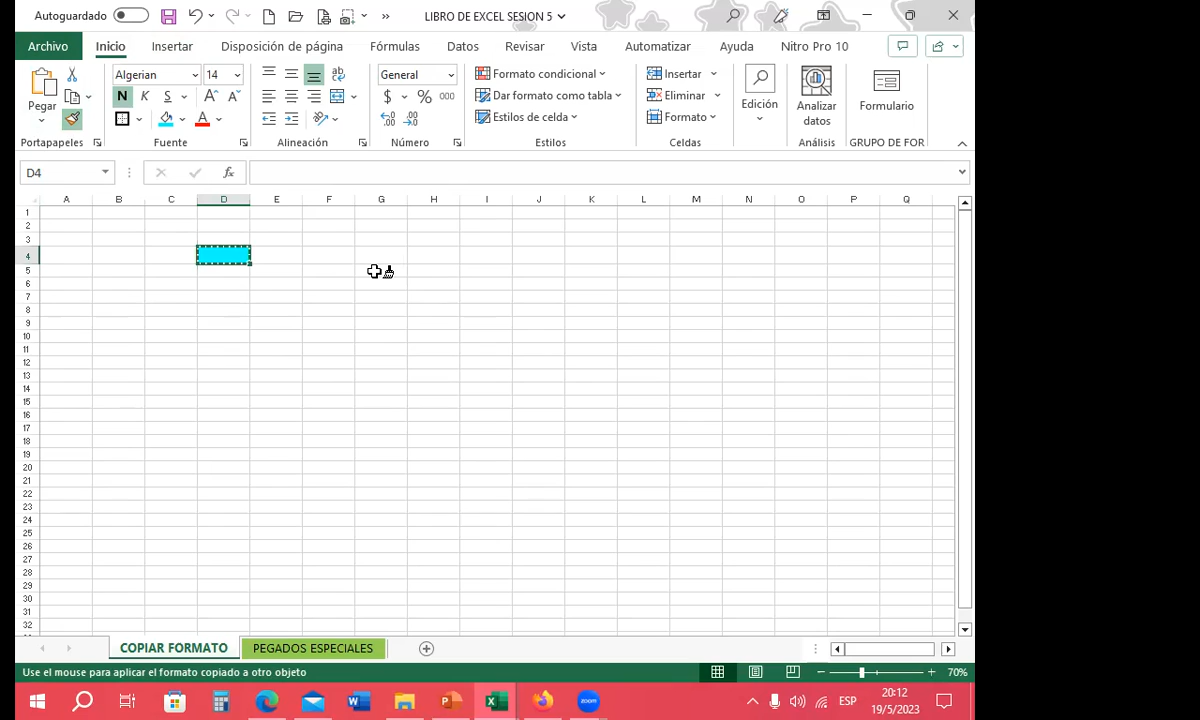 Autoguardado
LIBRO DE EXCEL SESION 5
Archivo Inicio Insertar Disposición de página Fórmulas Datos Revisar Vista Automatizar Ayuda Nitro Pro 10
Pegar
Algerian 14
N K S A A
ab c
General
$ % 000
Formato condicional
Dar formato como tabla
Estilos de celda
Insertar
Eliminar
Formato
Edición
Analizar datos
Formulario
Portapapeles Fuente Alineación Número Estilos Celdas Análisis GRUPO DE FOR
D4 fx
A B C D E F G H I J K L M N O P Q
1
2
3
4
5
6
7
8
9
10
11
12
13
14
15
16
17
18
19
20
21
22
23
24
25
26
27
28
29
30
31
32
COPIAR FORMATO PEGADOS ESPECIALES
Use el mouse para aplicar el formato copiado a otro objeto 70%
zoom
ESP
20:12
19/5/2023